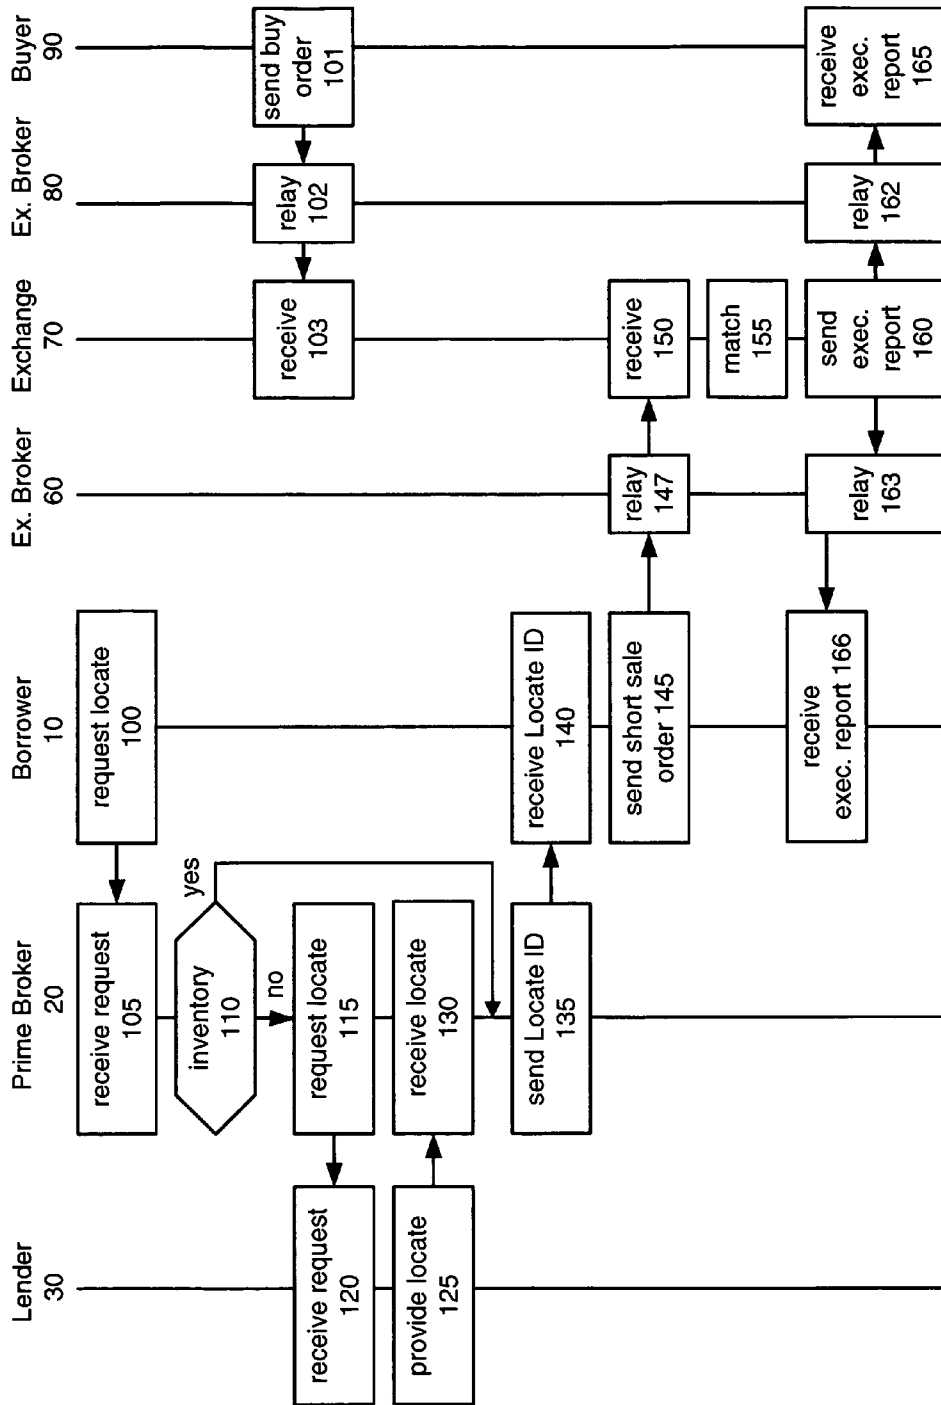 Lender
30
Prime Broker
20
Borrower
10
Ex. Broker
60
Exchange
70
Ex. Broker
80
Buyer
90
request locate
100
receive request
105
inventory
110
yes
no
send buy
order
101
relay
102
receive
103
request locate
115
receive request
120
provide locate
125
receive locate
130
send Locate ID
135
receive Locate ID
140
send short sale
order 145
relay
147
receive
150
match
155
send
exec.
report
160
relay
162
receive
exec.
report
165
relay
163
receive
exec. report 166